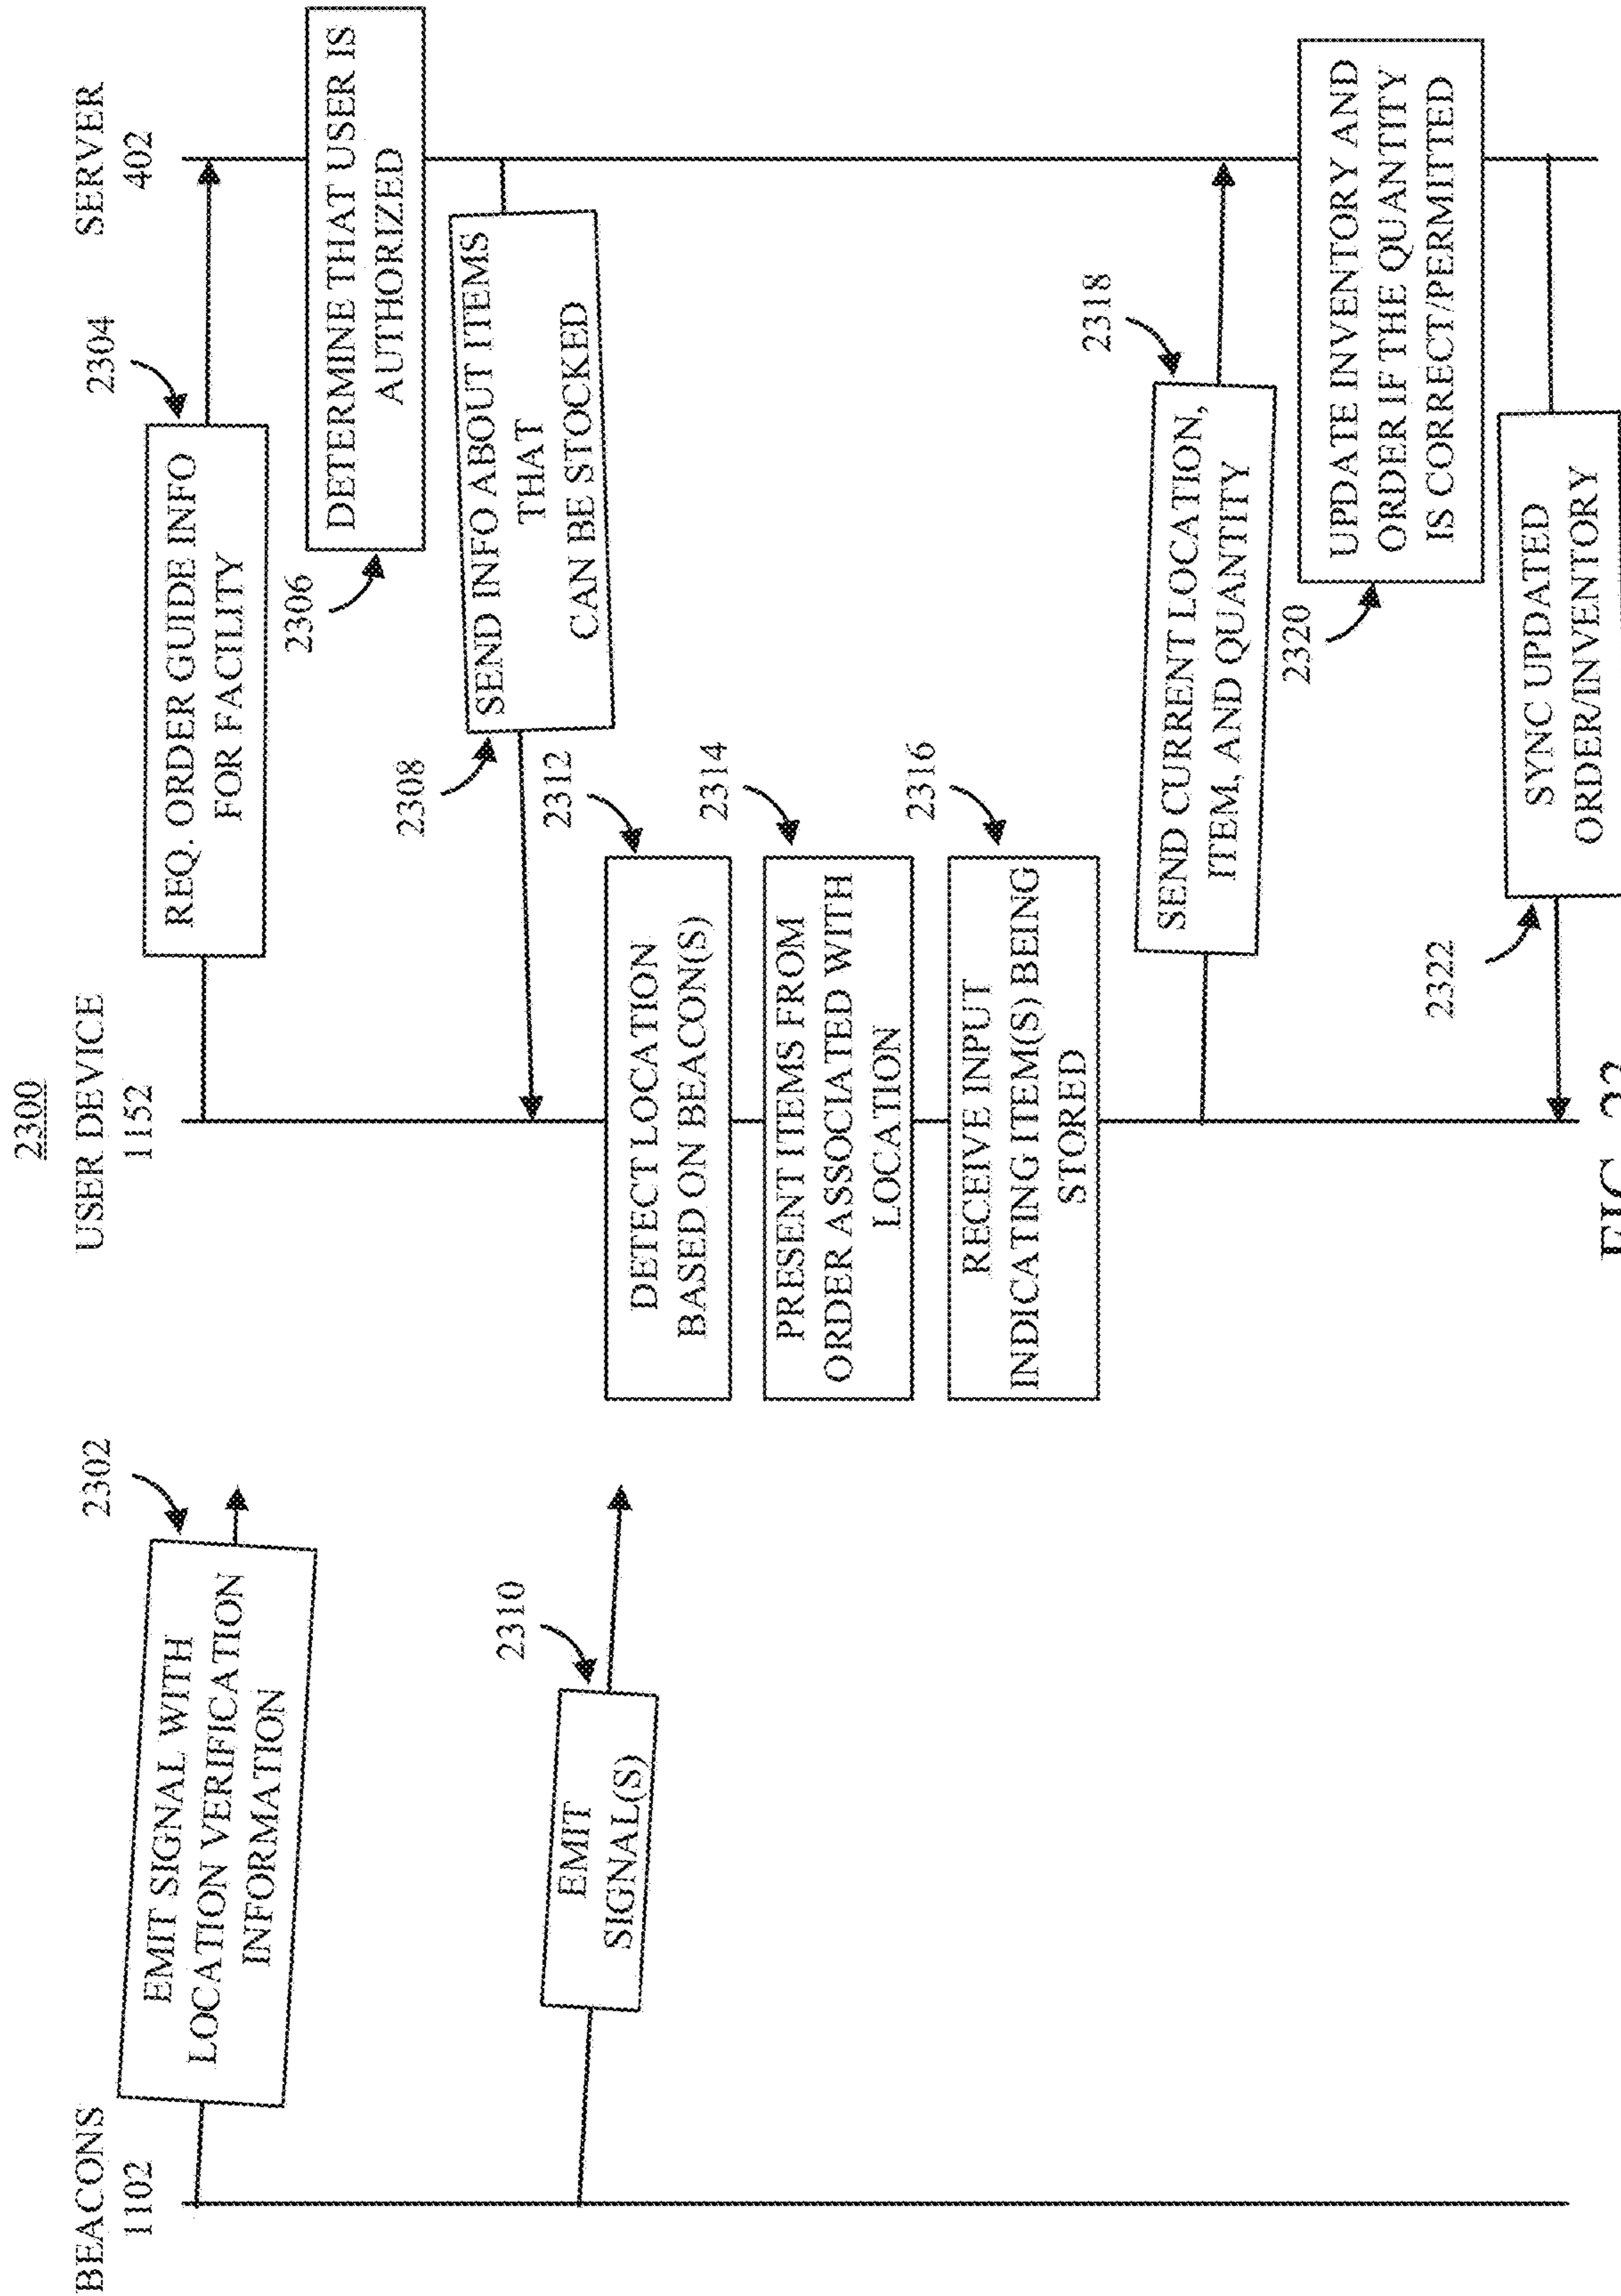 2300
BEACONS
1102
USER DEVICE
1152
SERVER
402
2302
EMIT SIGNAL WITH
LOCATION VERIFICATION
INFORMATION
2304
REQ. ORDER GUIDE INFO
FOR FACILITY
2306
DETERMINE THAT USER IS
AUTHORIZED
2308
SEND INFO ABOUT ITEMS
THAT
CAN BE STOCKED
2310
EMIT
SIGNAL(S)
2312
DETECT LOCATION
BASED ON BEACON(S)
2314
PRESENT ITEMS FROM
ORDER ASSOCIATED WITH
LOCATION
2316
RECEIVE INPUT
INDICATING ITEM(S) BEING
STORED
2318
SEND CURRENT LOCATION,
ITEM, AND QUANTITY
2320
UPDATE INVENTORY AND
ORDER IF THE QUANTITY
IS CORRECT/PERMITTED
2322
SYNC UPDATED
ORDER/INVENTORY